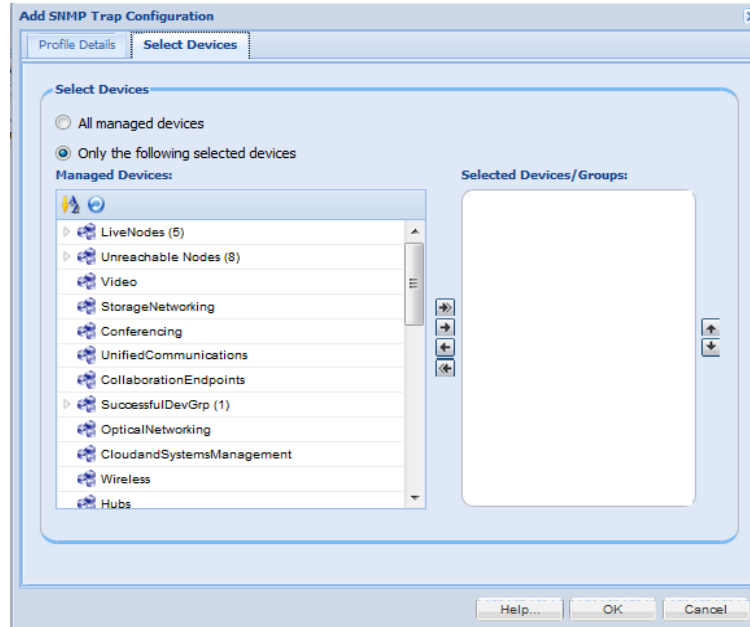 Add SNMP Trap Configuration
Profile Details
Select Devices
Select Devices
All managed devices
Only the following selected devices
Managed Devices:
Selected Devices/Groups:
LiveNodes (5)
Unreachable Nodes (8)
Video
StorageNetworking
Conferencing
UnifiedCommunications
CollaborationEndpoints
SuccessfulDevGrp (1)
OpticalNetworking
CloudandSystemsManagement
Wireless
Hubs
Help...
OK
Cancel